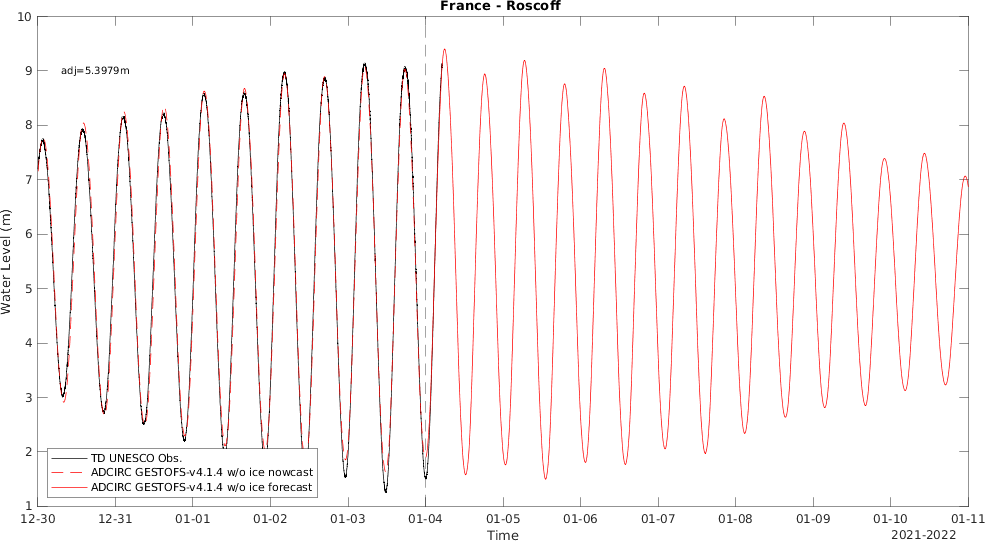 France - Roscoff
adj=5.3979m
Water Level (m)
10
9
8
7
6
5
4
3
2
1
TD UNESCO Obs.
ADCIRC GESTOFS-v4.1.4 w/o ice nowcast
ADCIRC GESTOFS-v4.1.4 w/o ice forecast
12-30 12-31 01-01 01-02 01-03 01-04 01-05 01-06 01-07 01-08 01-09 01-10 01-11
Time
2021-2022